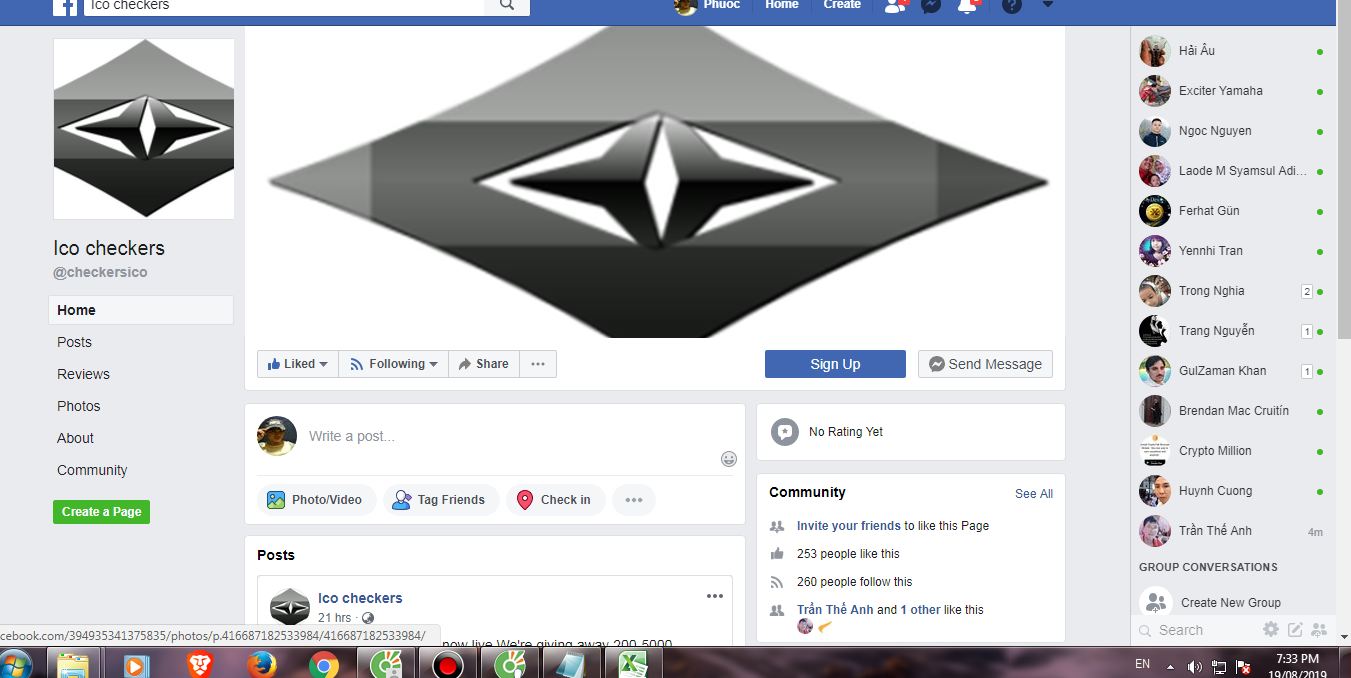 Ico checkers
Phuoc
Home
Create
Ico checkers
@checkersico
Home
Posts
Reviews
Photos
About
Community
Create a Page
Liked
Following
Share
Sign Up
Send Message
Write a post...
Photo/Video
Tag Friends
Check in
Posts
Ico checkers
21 hrs ·
now live We're giving away 200-5000
No Rating Yet
Community
See All
Invite your friends to like this Page
253 people like this
260 people follow this
Trần Thế Anh and 1 other like this
Hải Âu
Exciter Yamaha
Ngoc Nguyen
Laode M Syamsul Adi...
Ferhat Gün
Yennhi Tran
Trong Nghia 2
Trang Nguyễn 1
GulZaman Khan 1
Brendan Mac Cruitín
Crypto Million
Huynh Cuong
Trần Thế Anh 4m
GROUP CONVERSATIONS
Create New Group
Search
cebook.com/394935341375835/photos/p.416687182533984/416687182533984/
EN
7:33 PM
19/08/2019